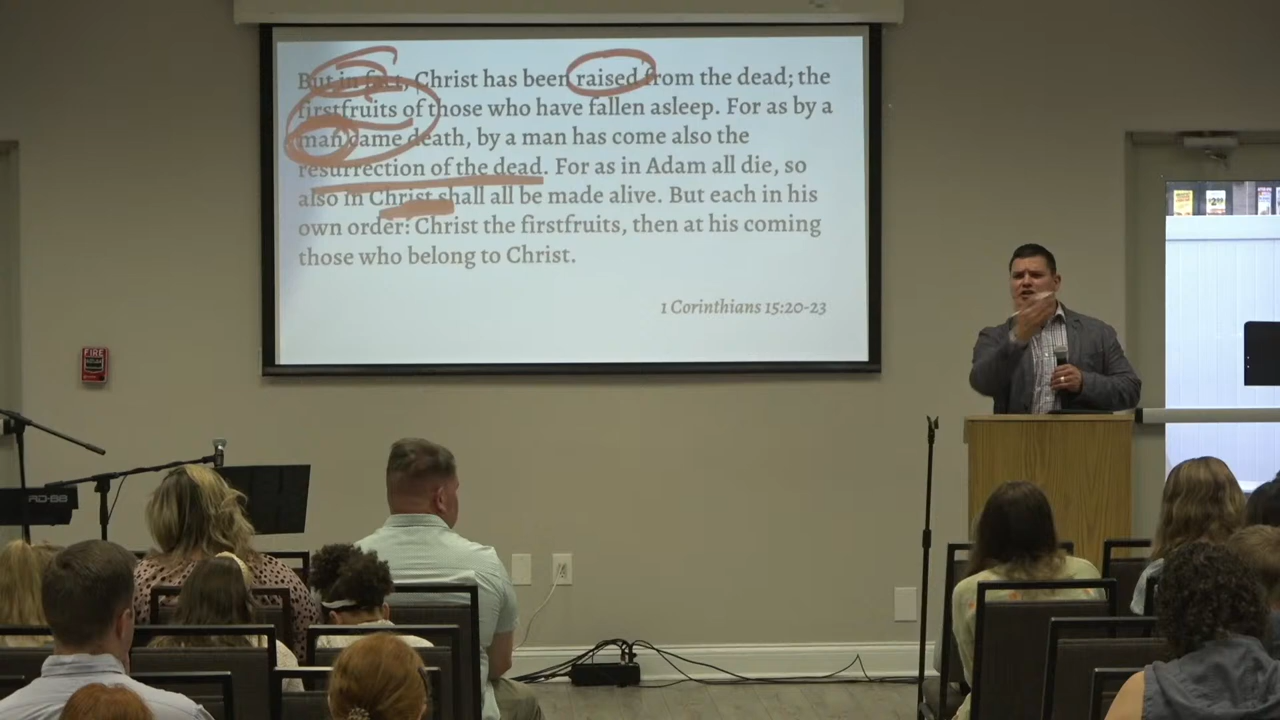 But in fact, Christ has been raised from the dead; the
firstfruits of those who have fallen asleep. For as by a
man came death, by a man has come also the
resurrection of the dead. For as in Adam all die, so
also in Christ shall all be made alive. But each in his
own order: Christ the firstfruits, then at his coming
those who belong to Christ.
1 Corinthians 15:20-23
FIRE
RD-88